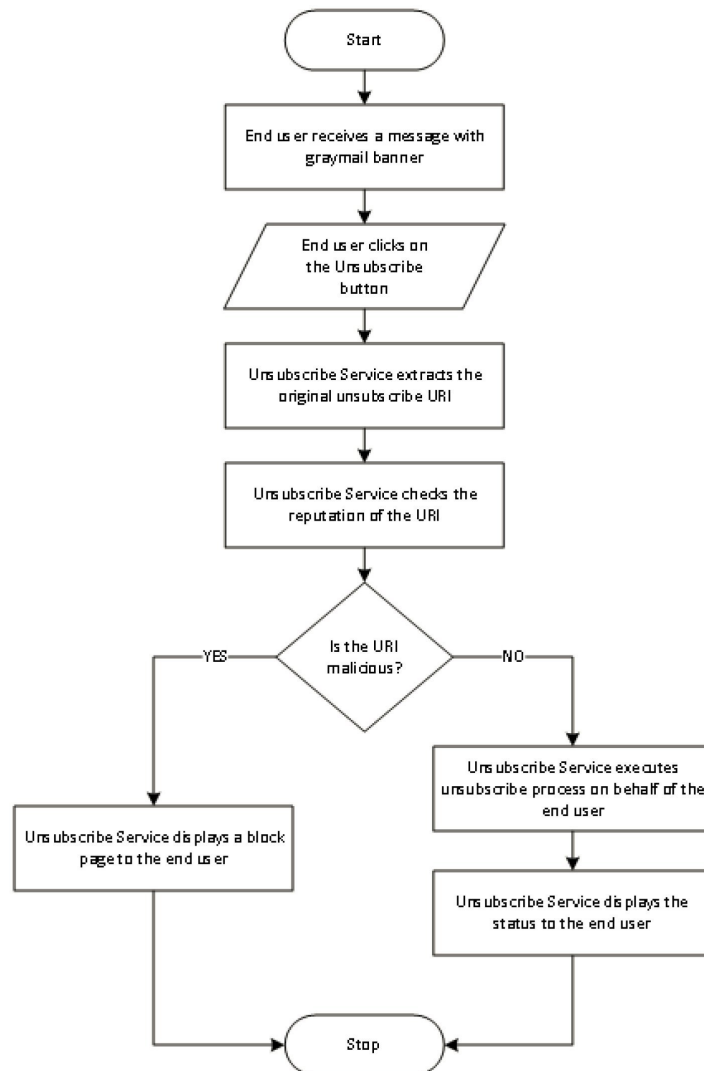 Start
End user receives a message with
graymail banner
End user clicks on
the Unsubscribe
button
Unsubscribe Service extracts the
original unsubscribe URI
Unsubscribe Service checks the
reputation of the URI
Is the URI
malicious?
YES
NO
Unsubscribe Service executes
unsubscribe process on behalf of the
end user
Unsubscribe Service displays a block
page to the end user
Unsubscribe Service displays the
status to the end user
Stop